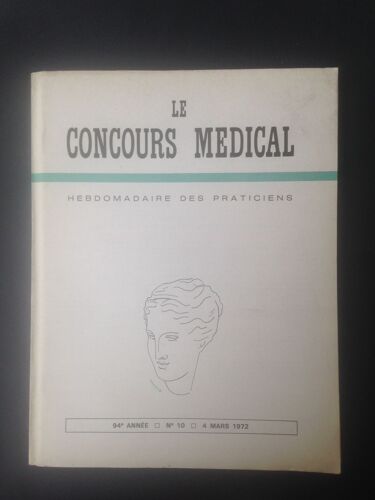 LE
CONCOURS MEDICAL
HEBDOMADAIRE DES PRATICIENS
94e ANNÉE □ N° 10 □ 4 MARS 1972